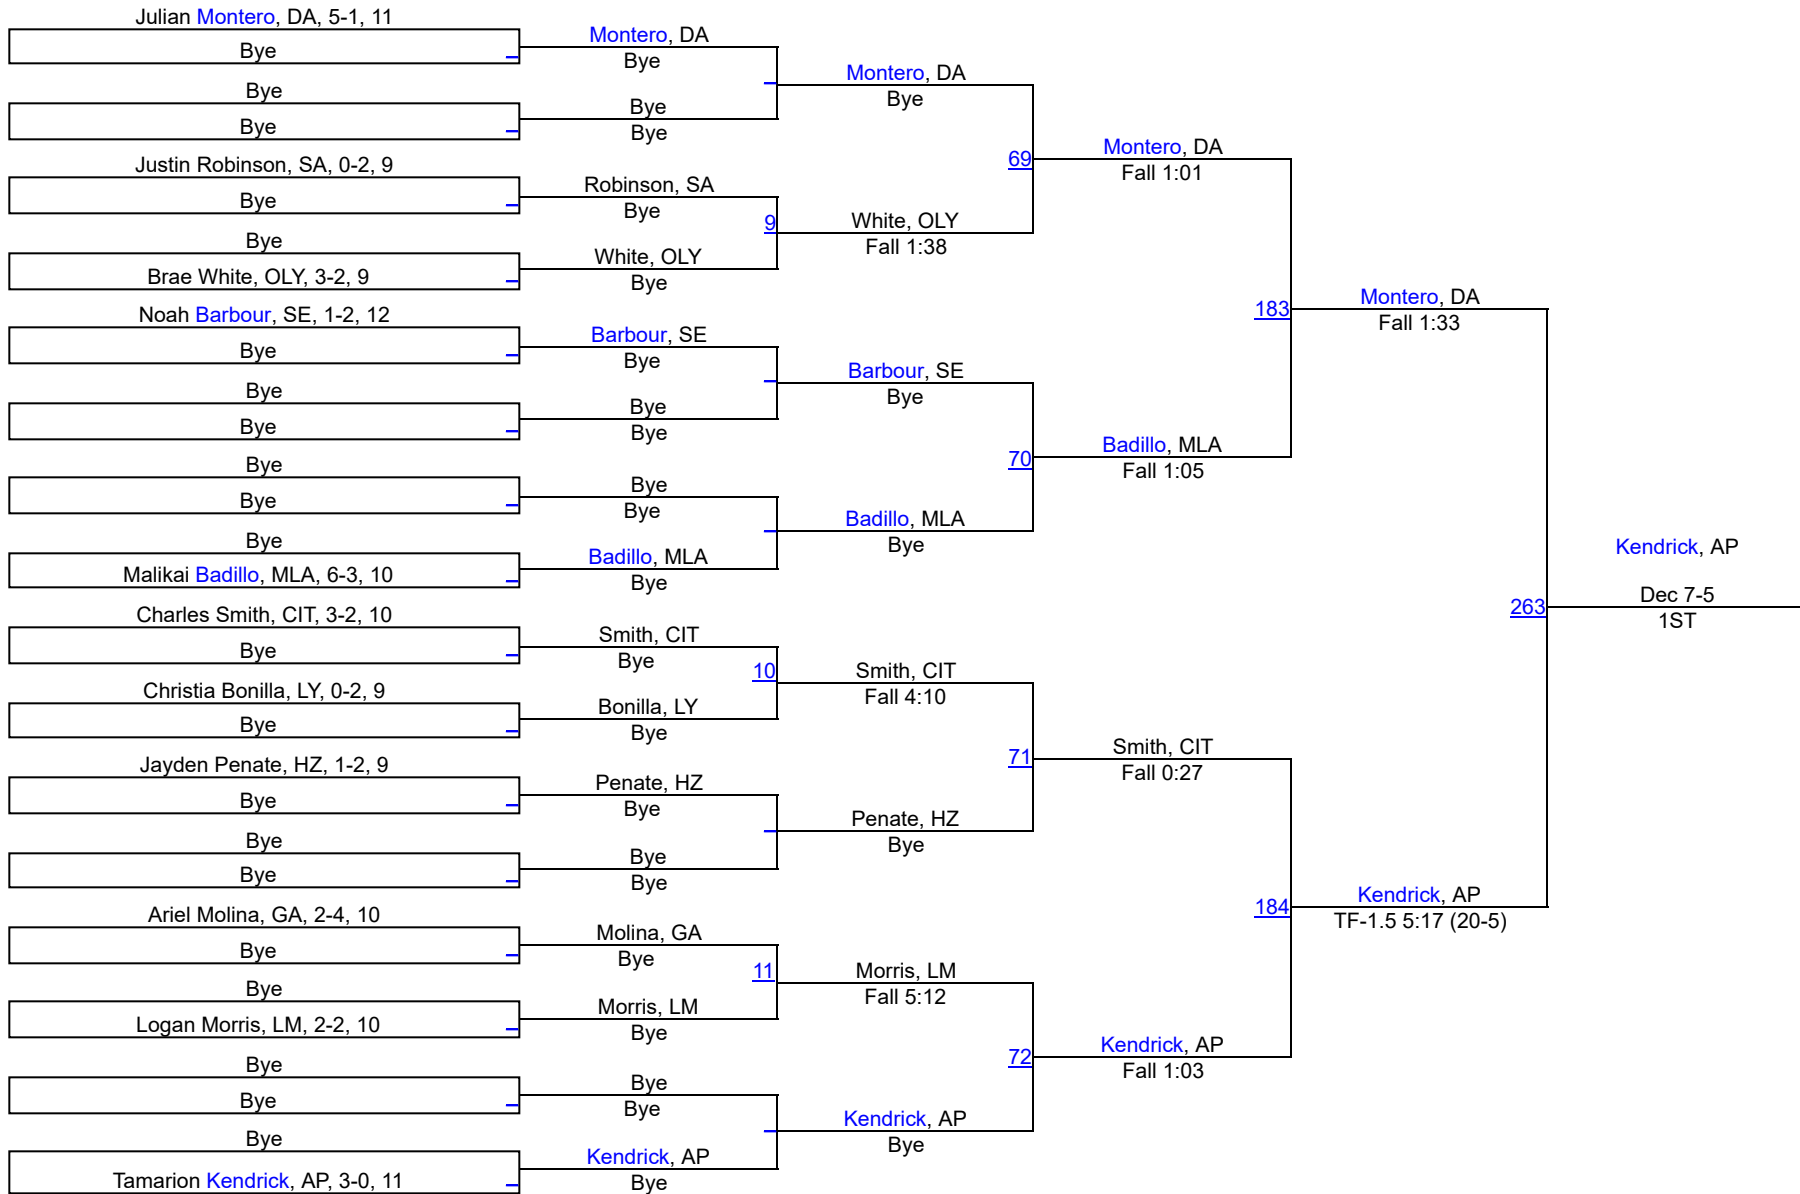 Julian Montero, DA, 5-1, 11
Bye
Bye
Bye
Justin Robinson, SA, 0-2, 9
Bye
Bye
Brae White, OLY, 3-2, 9
Noah Barbour, SE, 1-2, 12
Bye
Bye
Bye
Bye
Bye
Bye
Malikai Badillo, MLA, 6-3, 10
Charles Smith, CIT, 3-2, 10
Bye
Christia Bonilla, LY, 0-2, 9
Bye
Jayden Penate, HZ, 1-2, 9
Bye
Bye
Bye
Ariel Molina, GA, 2-4, 10
Bye
Bye
Logan Morris, LM, 2-2, 10
Bye
Bye
Bye
Tamarion Kendrick, AP, 3-0, 11
Montero, DA
Bye
Bye
Bye
Robinson, SA
Bye
9
White, OLY
Bye
Barbour, SE
Bye
Bye
Bye
Bye
Bye
Badillo, MLA
Bye
Smith, CIT
Bye
10
Bonilla, LY
Bye
Penate, HZ
Bye
Bye
Bye
Molina, GA
Bye
11
Morris, LM
Bye
Bye
Bye
Kendrick, AP
Bye
Montero, DA
Bye
69
White, OLY
Fall 1:38
Barbour, SE
Bye
70
Badillo, MLA
Bye
Smith, CIT
Fall 4:10
71
Penate, HZ
Bye
Morris, LM
Fall 5:12
72
Kendrick, AP
Bye
Montero, DA
Fall 1:01
183
Badillo, MLA
Fall 1:05
Smith, CIT
Fall 0:27
184
Kendrick, AP
Fall 1:03
Montero, DA
Fall 1:33
263
Kendrick, AP
TF-1.5 5:17 (20-5)
Kendrick, AP
Dec 7-5
1ST